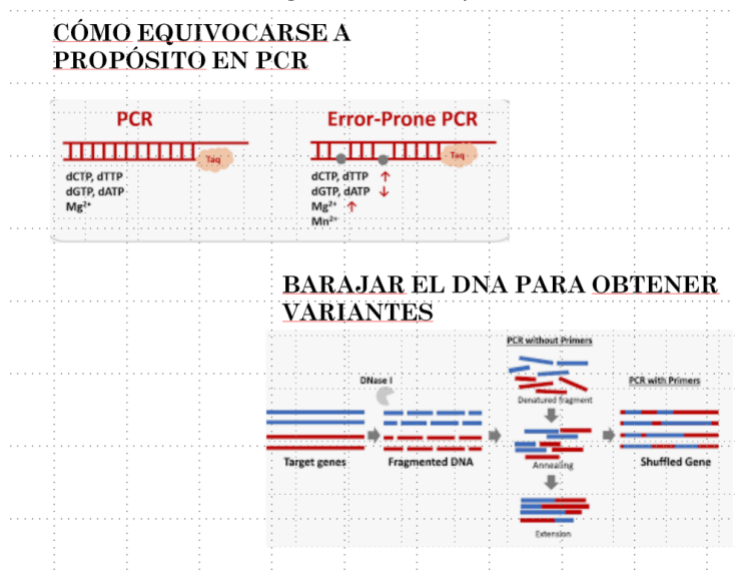 CÓMO EQUIVOCARSE A
PROPÓSITO EN PCR
PCR
Taq
dCTP, dTTP
dGTP, dATP
Mg²⁺
Error-Prone PCR
Taq
dCTP, dTTP ↑
dGTP, dATP ↓
Mg²⁺ ↑
Mn²⁺
BARAJAR EL DNA PARA OBTENER
VARIANTES
PCR without Primers
DNase I
Denatured fragment
PCR with Primers
Target genes
Fragmented DNA
Annealing
Shuffled Gene
Extension